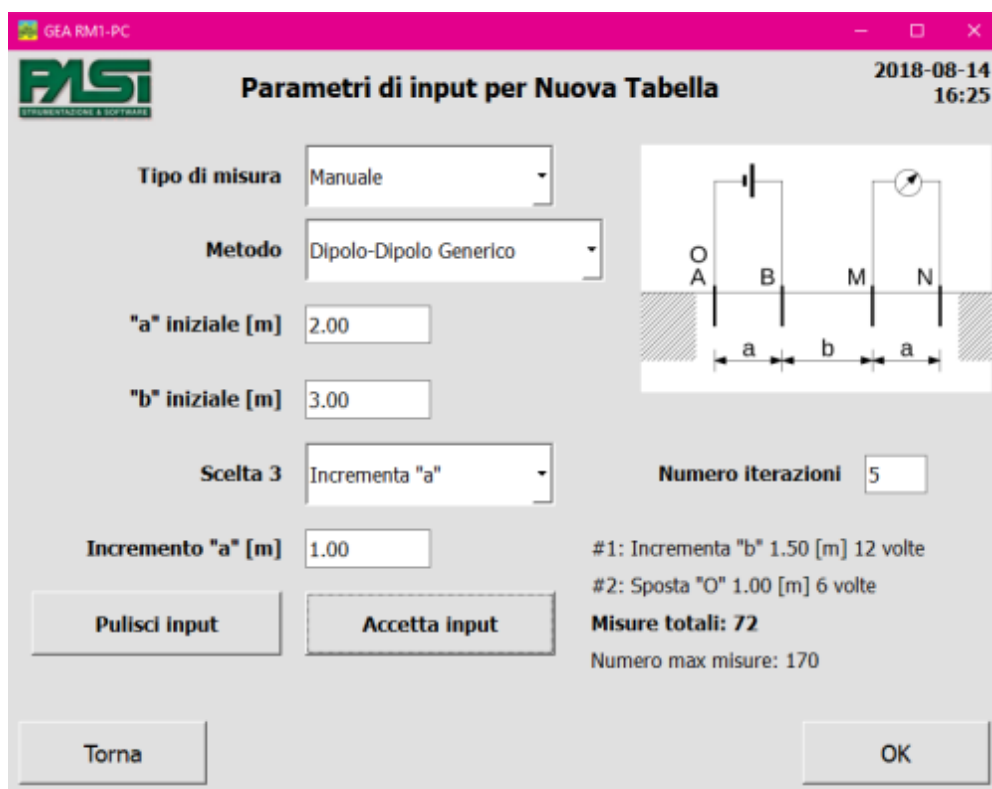 GEA RM1-PC
PASI
STRUMENTAZIONE & SOFTWARE
Parametri di input per Nuova Tabella
2018-08-14
16:25
Tipo di misura Manuale
Metodo Dipolo-Dipolo Generico
"a" iniziale [m] 2.00
"b" iniziale [m] 3.00
O
A B M N
a b a
Scelta 3 Incrementa "a" Numero iterazioni 5
Incremento "a" [m] 1.00
#1: Incrementa "b" 1.50 [m] 12 volte
#2: Sposta "O" 1.00 [m] 6 volte
Pulisci input Accetta input Misure totali: 72
Numero max misure: 170
Torna OK